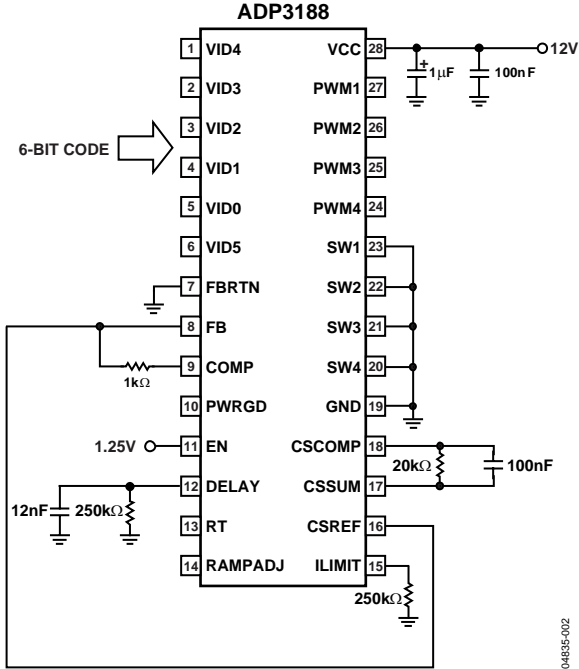 ADP3188
1 VID4 VCC 28 12V
+ 1μF 100nF
2 VID3 PWM1 27
3 VID2 PWM2 26
6-BIT CODE
4 VID1 PWM3 25
5 VID0 PWM4 24
6 VID5 SW1 23
7 FBRTN SW2 22
8 FB SW3 21
9 COMP SW4 20
1kΩ
10 PWRGD GND 19
1.25V 11 EN CSCOMP 18
20kΩ 100nF
12 DELAY CSSUM 17
12nF 250kΩ
13 RT CSREF 16
14 RAMPADJ ILIMIT 15
250kΩ
04835-002